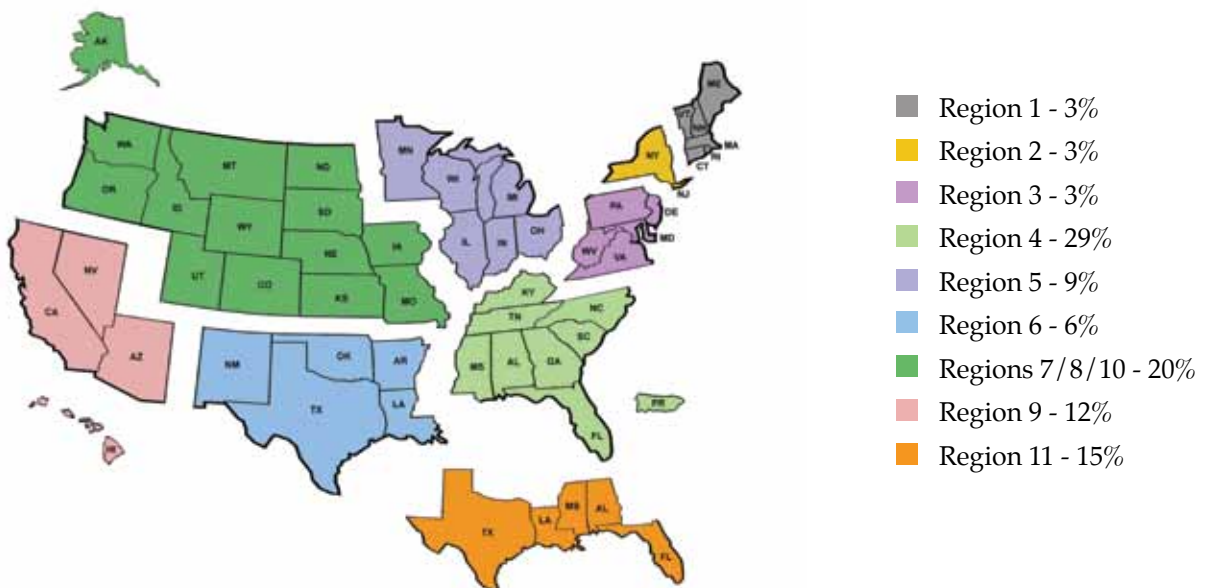 AK
ME
VT
NH
MA
RI
CT
NY
NJ
WA
MT
ND
MN
OR
ID
SD
WI
MI
WY
PA
DE
MD
WV
VA
IA
NE
IL
IN
OH
NV
UT
CO
KS
MO
CA
KY
TN
NC
SC
AZ
NM
OK
AR
MS
AL
GA
TX
LA
FL
PR
HI
TX
LA
MS
AL
FL
Region 1 - 3%
Region 2 - 3%
Region 3 - 3%
Region 4 - 29%
Region 5 - 9%
Region 6 - 6%
Regions 7/8/10 - 20%
Region 9 - 12%
Region 11 - 15%